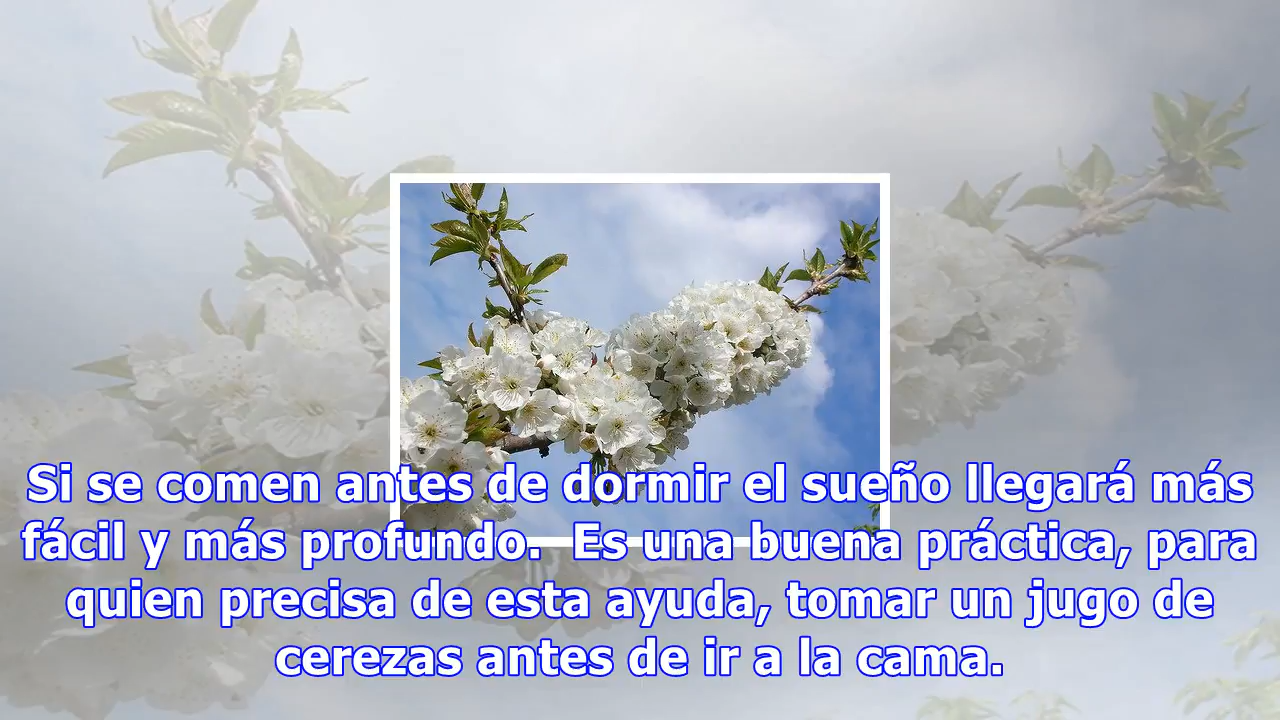 Si se comen antes de dormir el sueño llegará más
fácil y más profundo.  Es una buena práctica, para
quien precisa de esta ayuda, tomar un jugo de
cerezas antes de ir a la cama.